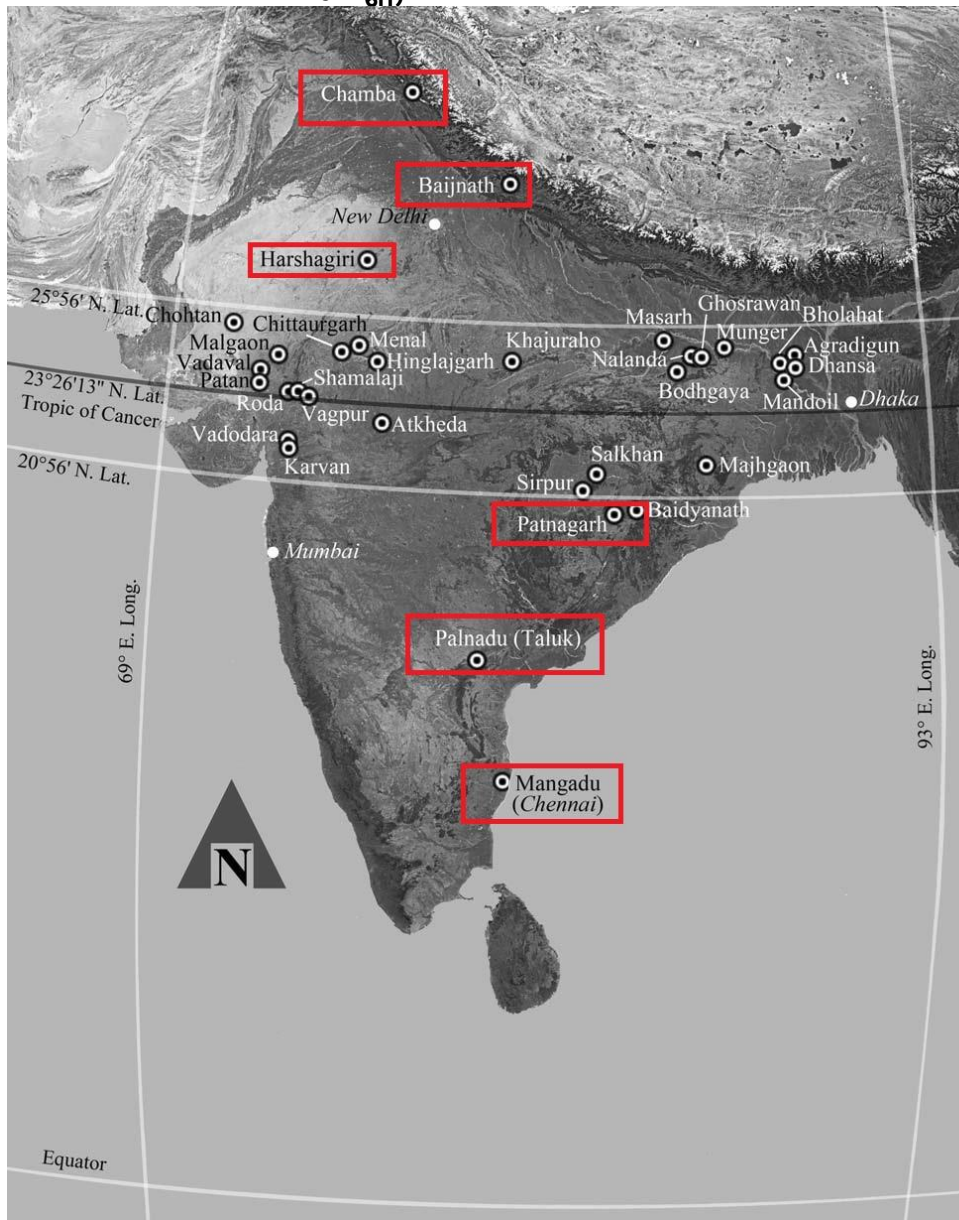 Chamba
Baijnath
New Delhi
Harshagiri
25°56' N. Lat.
Chohtan
Chittaufgarh
Menal
Malgaon
Hinglajgarh
Vadaval
Patan
Shamalaji
23°26'13" N. Lat.
Tropic of Cancer
Roda
Vagpur
Atkheda
Vadodara
Karvan
20°56' N. Lat.
Khajuraho
Masarh
Ghosrawan
Munger
Bholahat
Nalanda
Agradigun
Dhansa
Bodhgaya
Mandoil
Dhaka
Salkhan
Majhgaon
Sirpur
Baidyanath
Patnagarh
Mumbai
69° E. Long.
Palnadu (Taluk)
93° E. Long.
Mangadu
(Chennai)
N
Equator